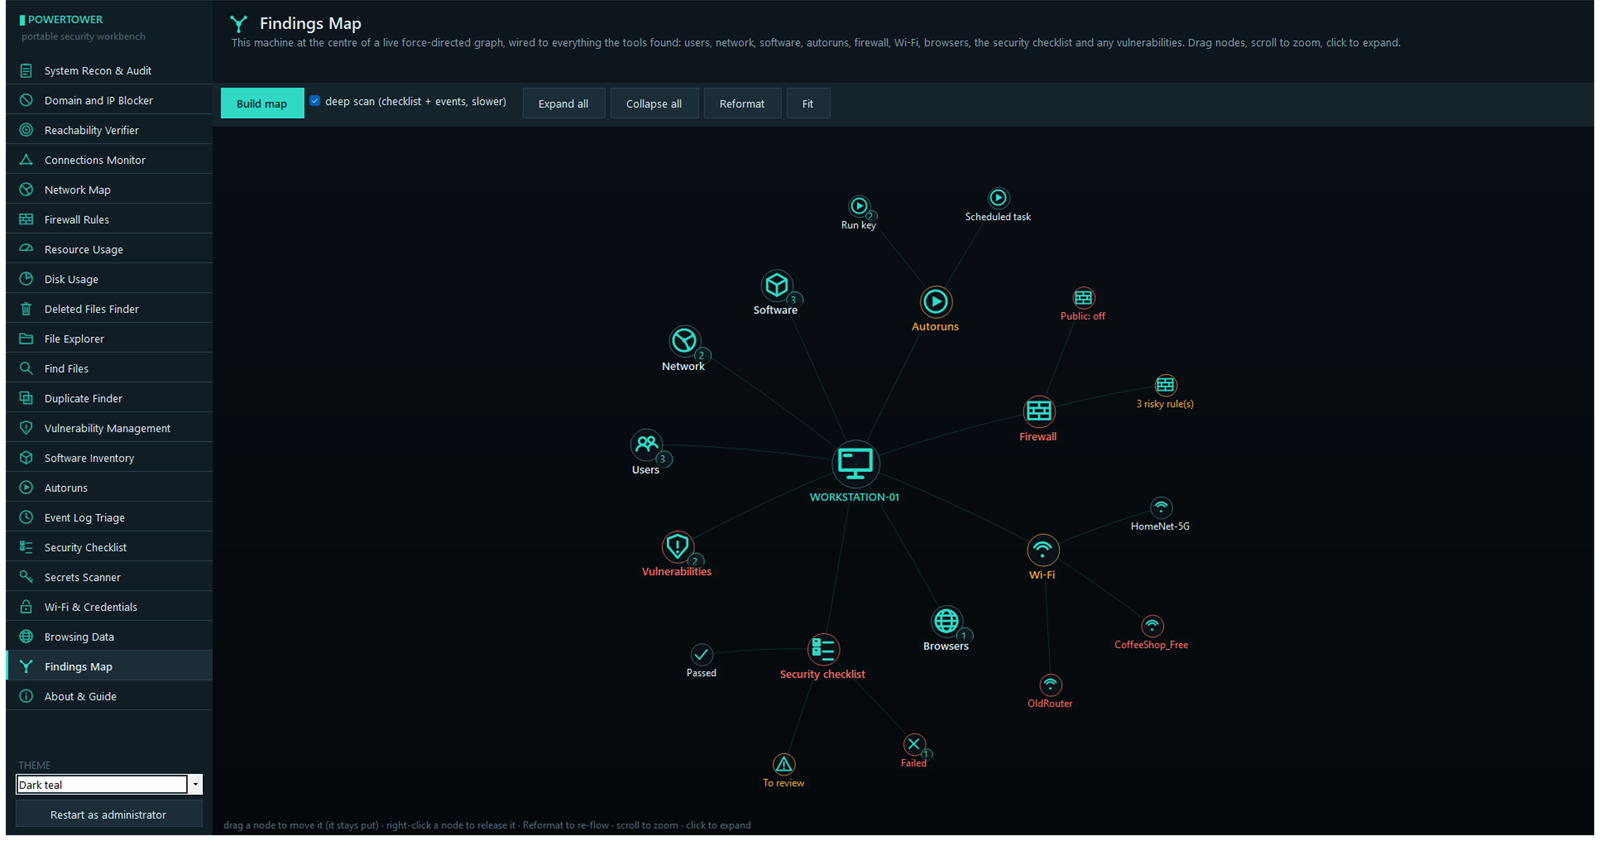 POWERTOWER
portable security workbench
System Recon & Audit
Domain and IP Blocker
Reachability Verifier
Connections Monitor
Network Map
Firewall Rules
Resource Usage
Disk Usage
Deleted Files Finder
File Explorer
Find Files
Duplicate Finder
Vulnerability Management
Software Inventory
Autoruns
Event Log Triage
Security Checklist
Secrets Scanner
Wi-Fi & Credentials
Browsing Data
Findings Map
About & Guide
THEME
Dark teal
Restart as administrator
Findings Map
This machine at the centre of a live force-directed graph, wired to everything the tools found: users, network, software, autoruns, firewall, Wi-Fi, browsers, the security checklist and any vulnerabilities. Drag nodes, scroll to zoom, click to expand.
Build map deep scan (checklist + events, slower) Expand all Collapse all Reformat Fit
2
Run key
Scheduled task
3
Software
Autoruns
Public: off
2
Network
3 risky rule(s)
Firewall
3
Users
WORKSTATION-01
HomeNet-5G
2
Vulnerabilities
Wi-Fi
1
Browsers
CoffeeShop_Free
Passed
Security checklist
OldRouter
1
Failed
To review
drag a node to move it (it stays put) · right-click a node to release it · Reformat to re-flow · scroll to zoom · click to expand